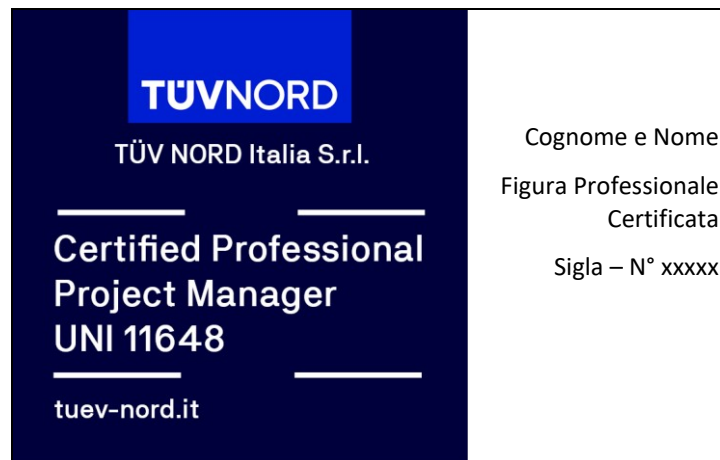 TÜVNORD
TÜV NORD Italia S.r.l.
Certified Professional
Project Manager
UNI 11648
tuev-nord.it
Cognome e Nome
Figura Professionale
Certificata
Sigla – N° xxxxx